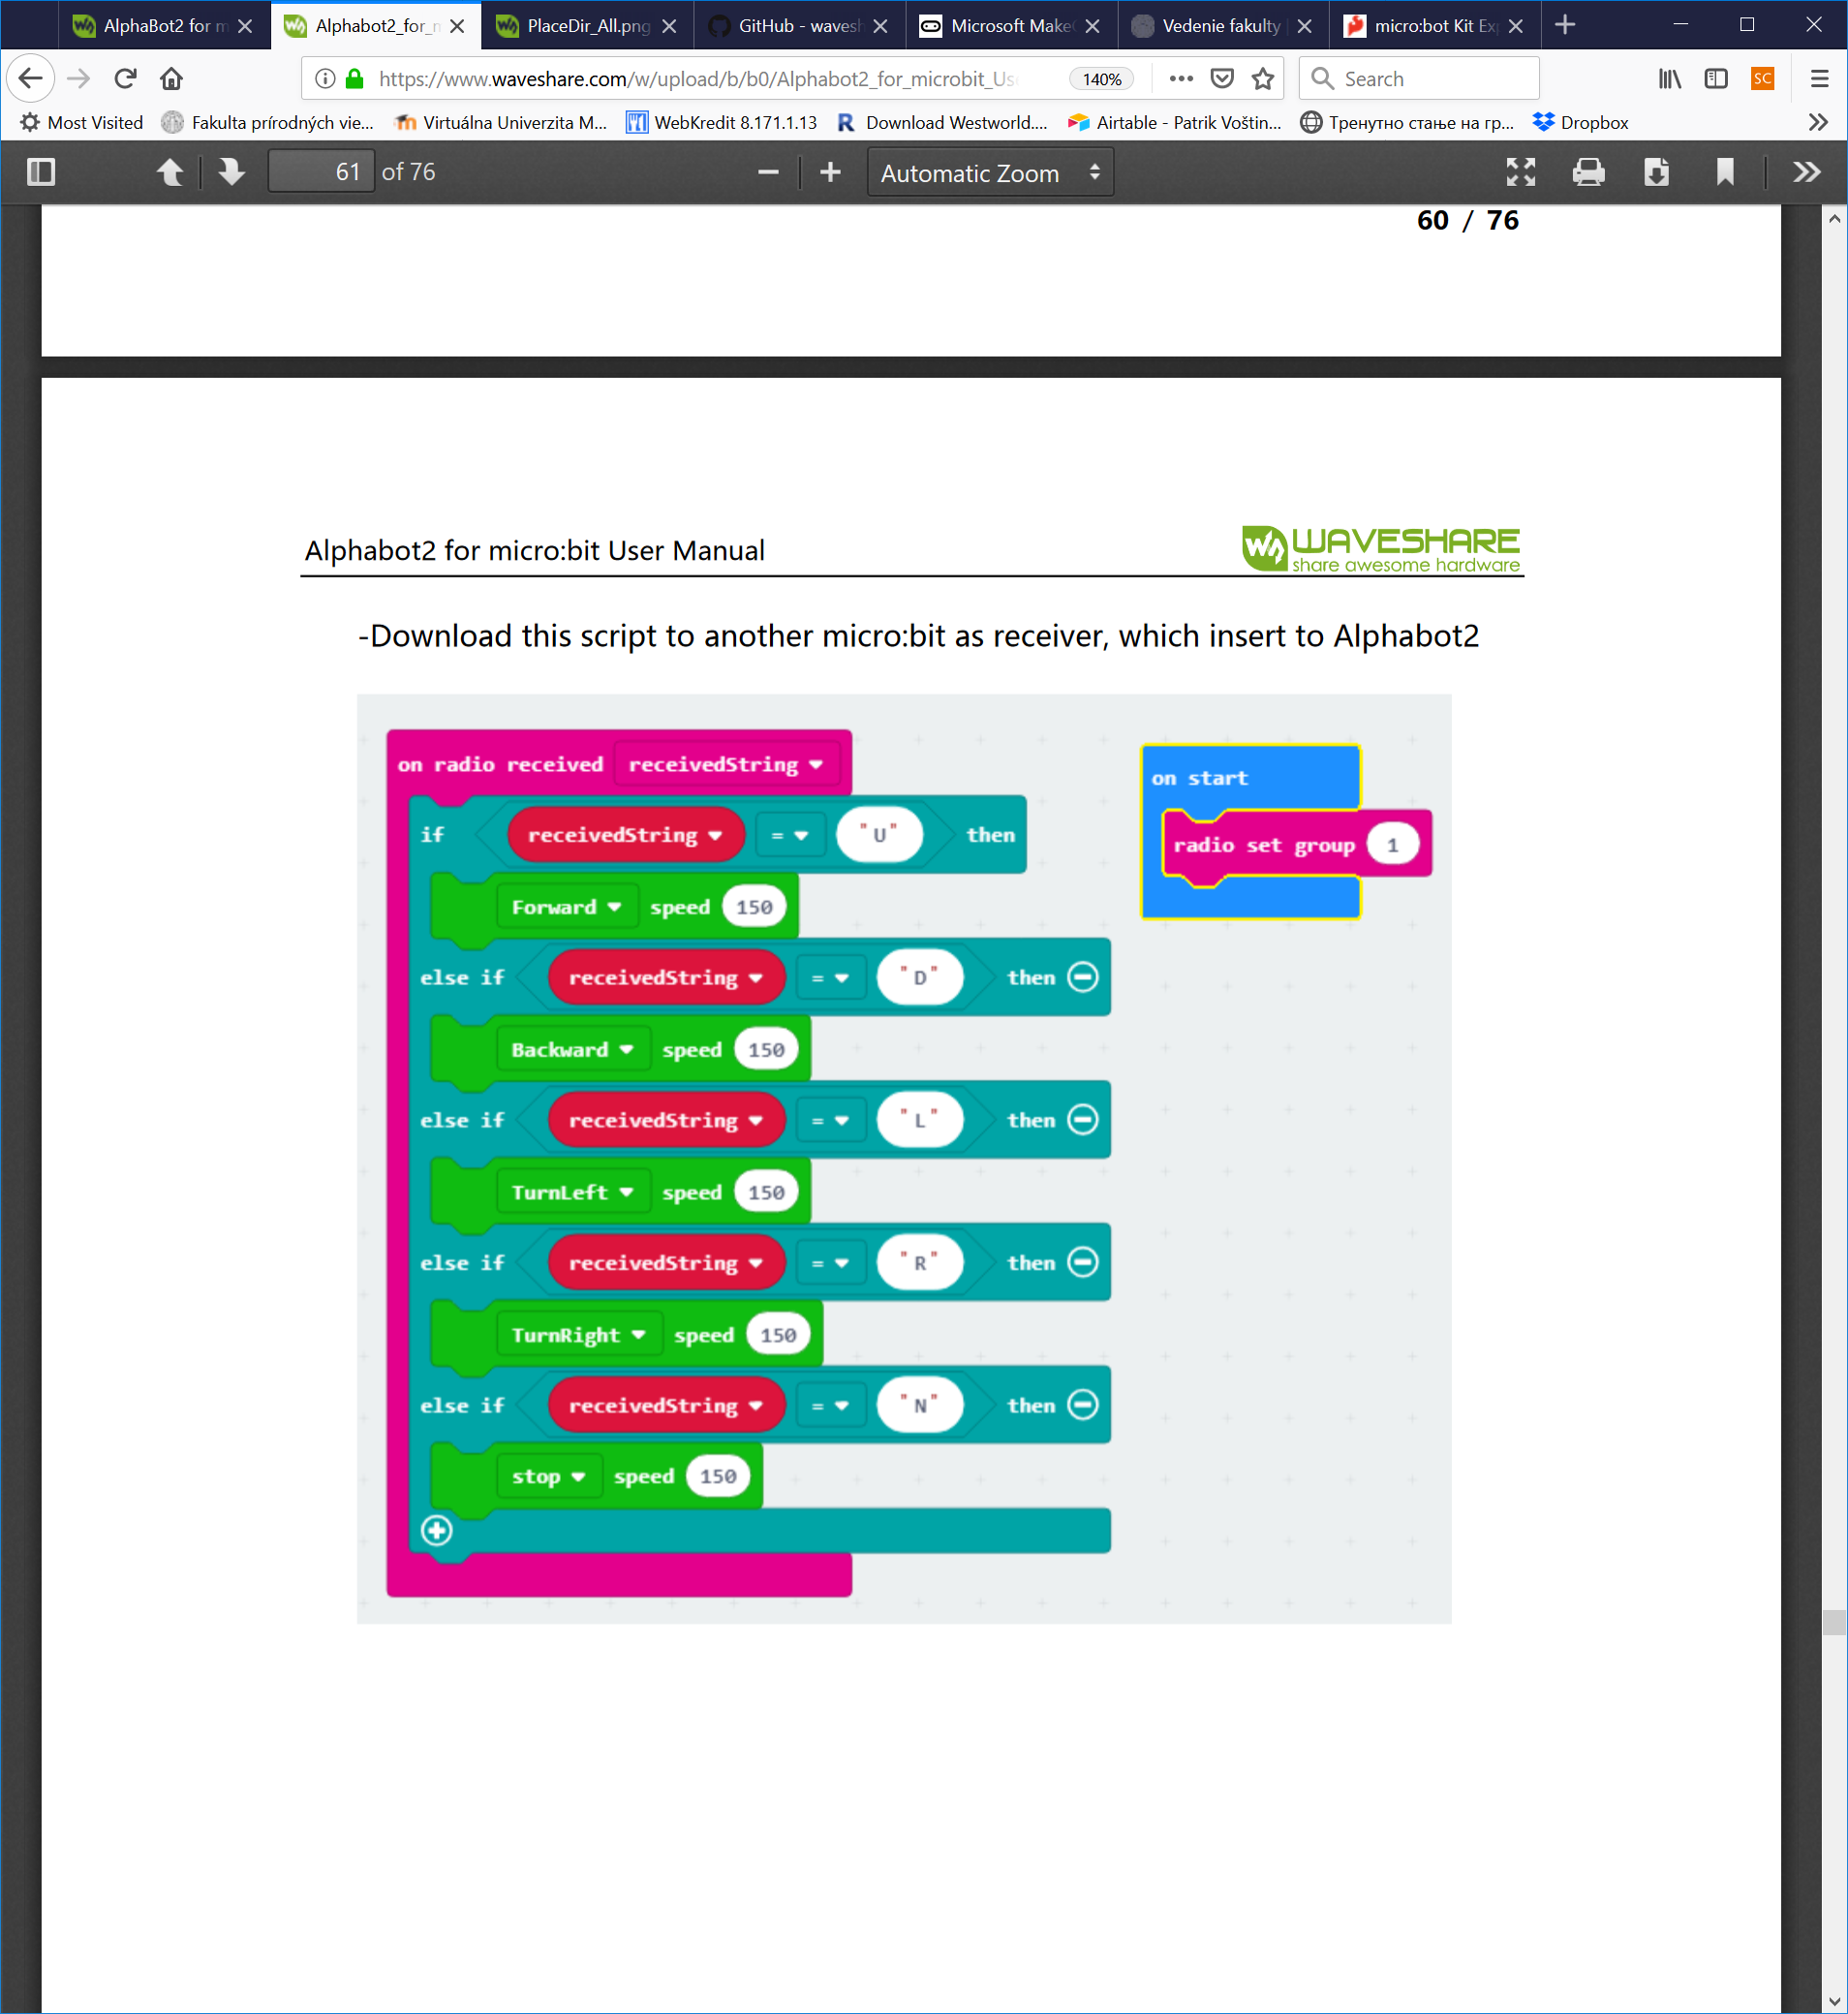 AlphaBot2 for m
Alphabot2_for_m
PlaceDir_All.png
GitHub - wavesh
Microsoft Make
Vedenie fakulty
micro:bot Kit Ex
https://www.waveshare.com/w/upload/b/b0/Alphabot2_for_microbit_Us
140%
Search
SC
Most Visited
Fakulta prírodných vie...
Virtuálna Univerzita M...
WebKredit 8.171.1.13
Download Westworld....
Airtable - Patrik Voštin...
Тренутно стање на гр...
Dropbox
61 of 76
Automatic Zoom
60 / 76
Alphabot2 for micro:bit User Manual
WAVESHARE
share awesome hardware
-Download this script to another micro:bit as receiver, which insert to Alphabot2
on radio received receivedString
if receivedString = "U" then
Forward speed 150
else if receivedString = "D" then
Backward speed 150
else if receivedString = "L" then
TurnLeft speed 150
else if receivedString = "R" then
TurnRight speed 150
else if receivedString = "N" then
stop speed 150
on start
radio set group 1